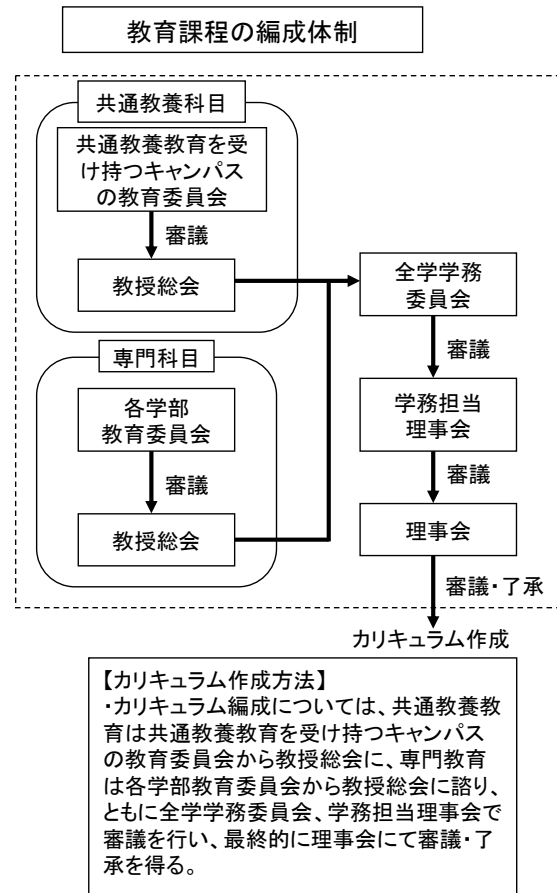 教育課程の編成体制
共通教養科目
共通教養教育を受
け持つキャンパス
の教育委員会
審議
教授総会
専門科目
各学部
教育委員会
審議
教授総会
全学学務
委員会
審議
学務担当
理事会
審議
理事会
審議・了承
カリキュラム作成
【カリキュラム作成方法】
・カリキュラム編成については、共通教養教
育は共通教養教育を受け持つキャンパス
の教育委員会から教授総会に、専門教育
は各学部教育委員会から教授総会に諮り、
ともに全学学務委員会、学務担当理事会で
審議を行い、最終的に理事会にて審議・了
承を得る。